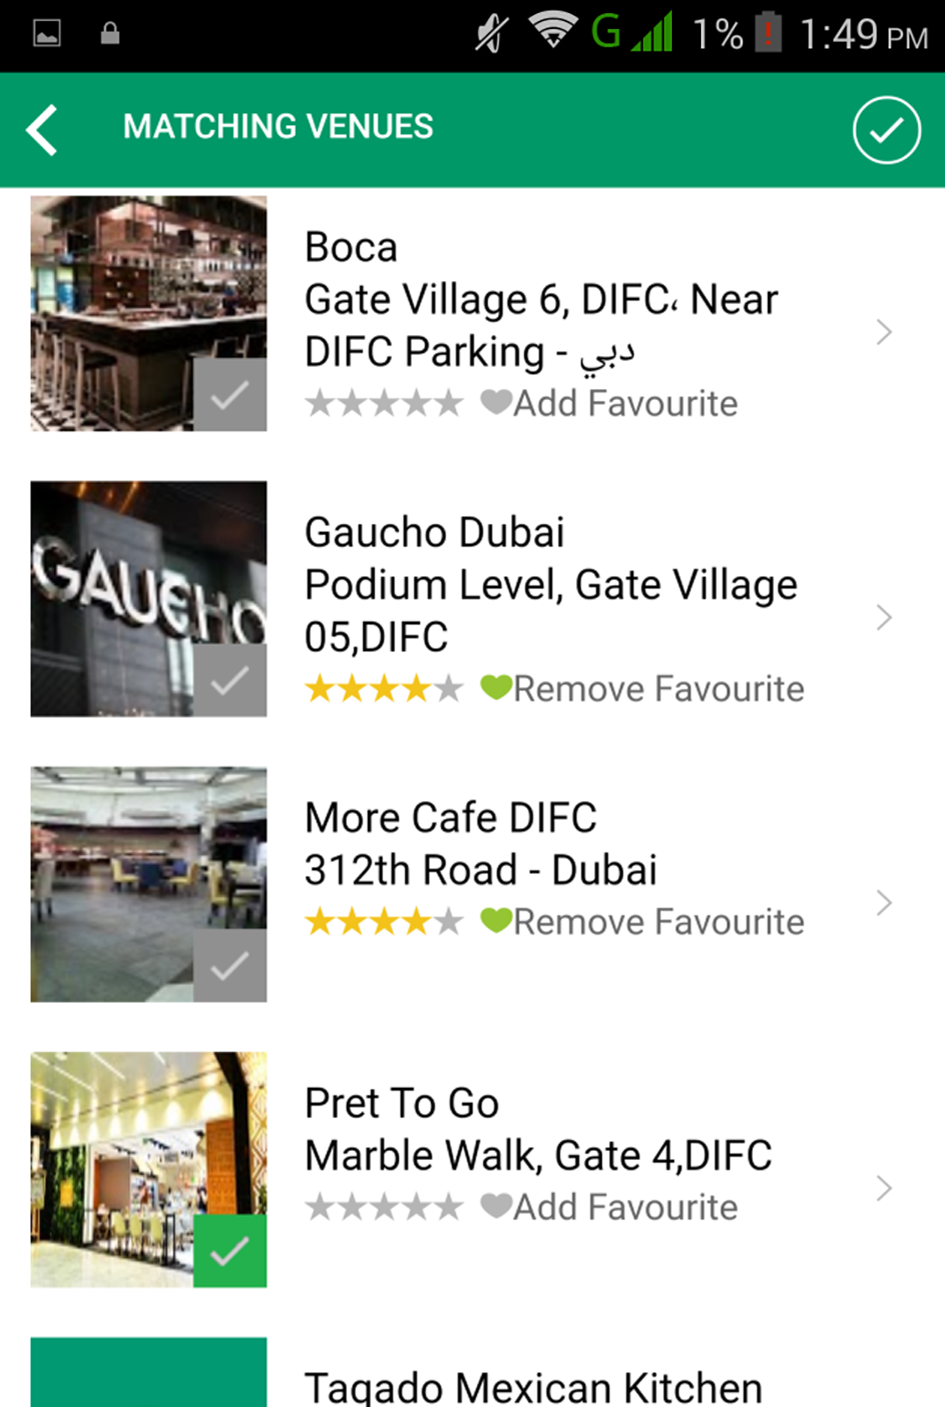 G 1% 1:49 PM
MATCHING VENUES
Boca
Gate Village 6, DIFC، Near
DIFC Parking - دبي
Add Favourite
GAUCHO
Gaucho Dubai
Podium Level, Gate Village
05,DIFC
Remove Favourite
More Cafe DIFC
312th Road - Dubai
Remove Favourite
Pret To Go
Marble Walk, Gate 4,DIFC
Add Favourite
Taqado Mexican Kitchen